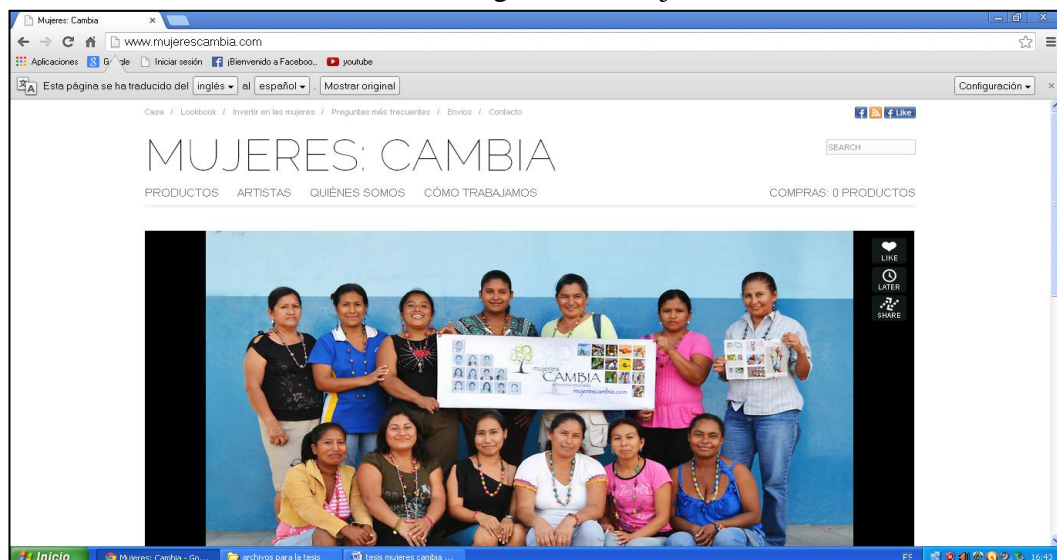 Mujeres: Cambia
www.mujerescambia.com
Aplicaciones Iniciar sesión ¡Bienvenido a Faceboo... youtube
Esta página se ha traducido del inglés al español . Mostrar original Configuración
Casa / Lookbook / Invertir en las mujeres / Preguntas más frecuentes / Envios / Contacto
Like
MUJERES: CAMBIA
SEARCH
PRODUCTOS ARTISTAS QUIÉNES SOMOS CÓMO TRABAJAMOS COMPRAS: 0 PRODUCTOS
LIKE
LATER
SHARE
mujeres
CAMBIA
mujerescambia.com
Inicio Mujeres: Cambia - Go... archivos para la tesis tesis mujeres cambia ... ES 16:43